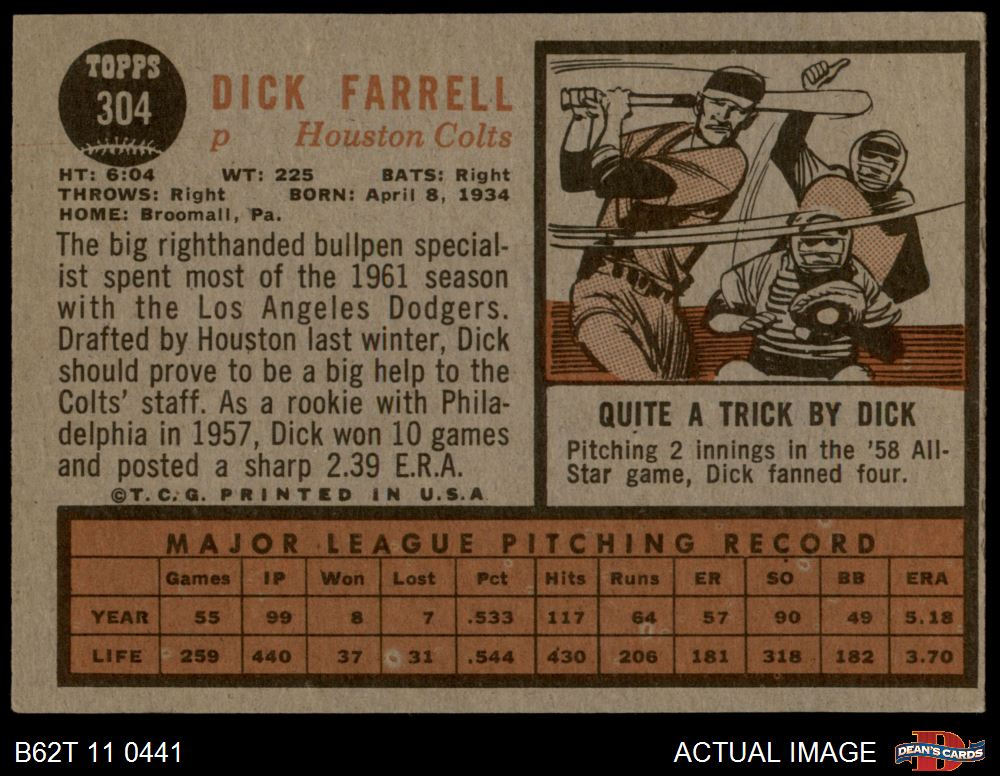 TOPPS
304
DICK FARRELL
p Houston Colts
HT: 6:04 WT: 225 BATS: Right
THROWS: Right BORN: April 8, 1934
HOME: Broomall, Pa.
The big righthanded bullpen special-
ist spent most of the 1961 season
with the Los Angeles Dodgers.
Drafted by Houston last winter, Dick
should prove to be a big help to the
Colts' staff. As a rookie with Phila-
delphia in 1957, Dick won 10 games
and posted a sharp 2.39 E.R.A.
©T.C.G. PRINTED IN U.S.A
QUITE A TRICK BY DICK
Pitching 2 innings in the '58 All-
Star game, Dick fanned four.
MAJOR LEAGUE PITCHING RECORD
Games IP Won Lost Pct Hits Runs ER SO BB ERA
YEAR 55 99 8 7 .533 117 64 57 90 49 5.18
LIFE 259 440 37 31 .544 430 206 181 318 182 3.70
B62T 11 0441
ACTUAL IMAGE
DEAN'S CARDS